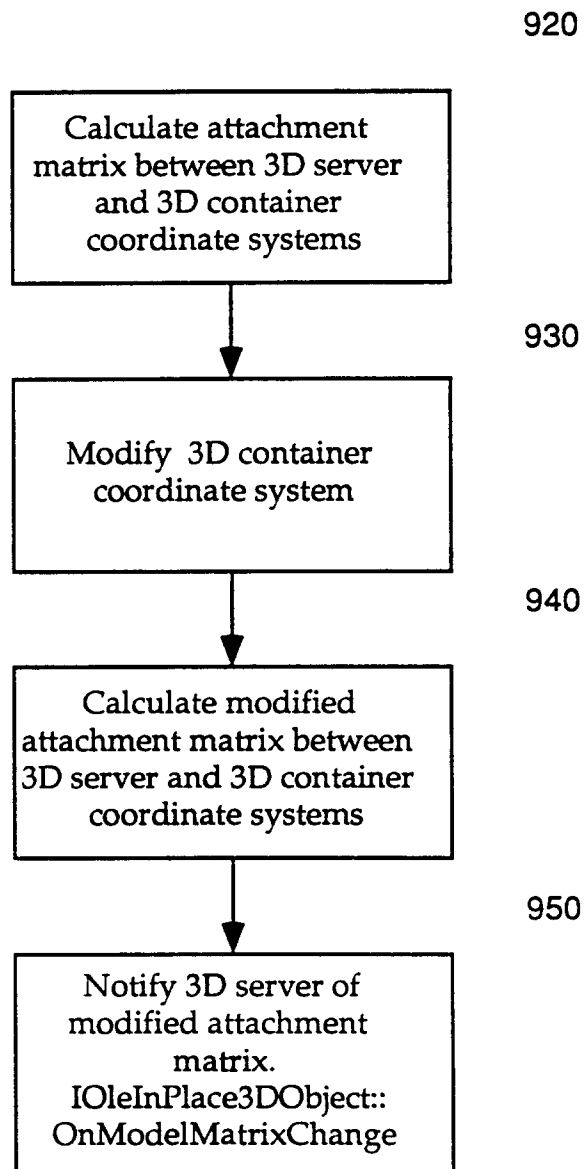 920
Calculate attachment
matrix between 3D server
and 3D container
coordinate systems
930
Modify 3D container
coordinate system
940
Calculate modified
attachment matrix between
3D server and 3D container
coordinate systems
950
Notify 3D server of
modified attachment
matrix.
IOleInPlace3DObject::
OnModelMatrixChange